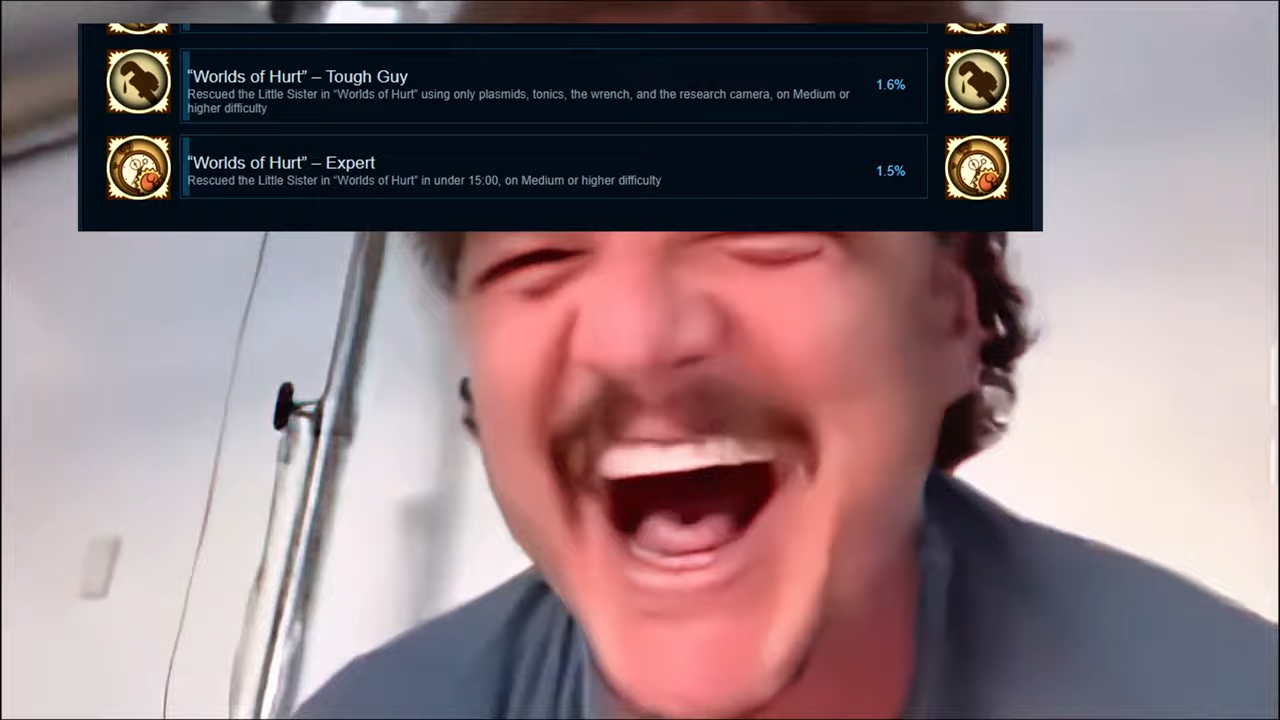 “Worlds of Hurt” – Tough Guy
Rescued the Little Sister in “Worlds of Hurt” using only plasmids, tonics, the wrench, and the research camera, on Medium or
higher difficulty
1.6%
“Worlds of Hurt” – Expert
Rescued the Little Sister in “Worlds of Hurt” in under 15:00, on Medium or higher difficulty
1.5%